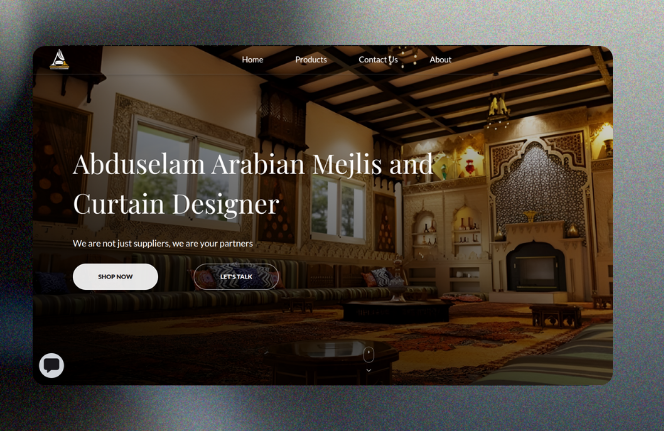 Home Products Contact Us About
Abduselam Arabian Mejlis and
Curtain Designer
We are not just suppliers, we are your partners
SHOP NOW LET'S TALK